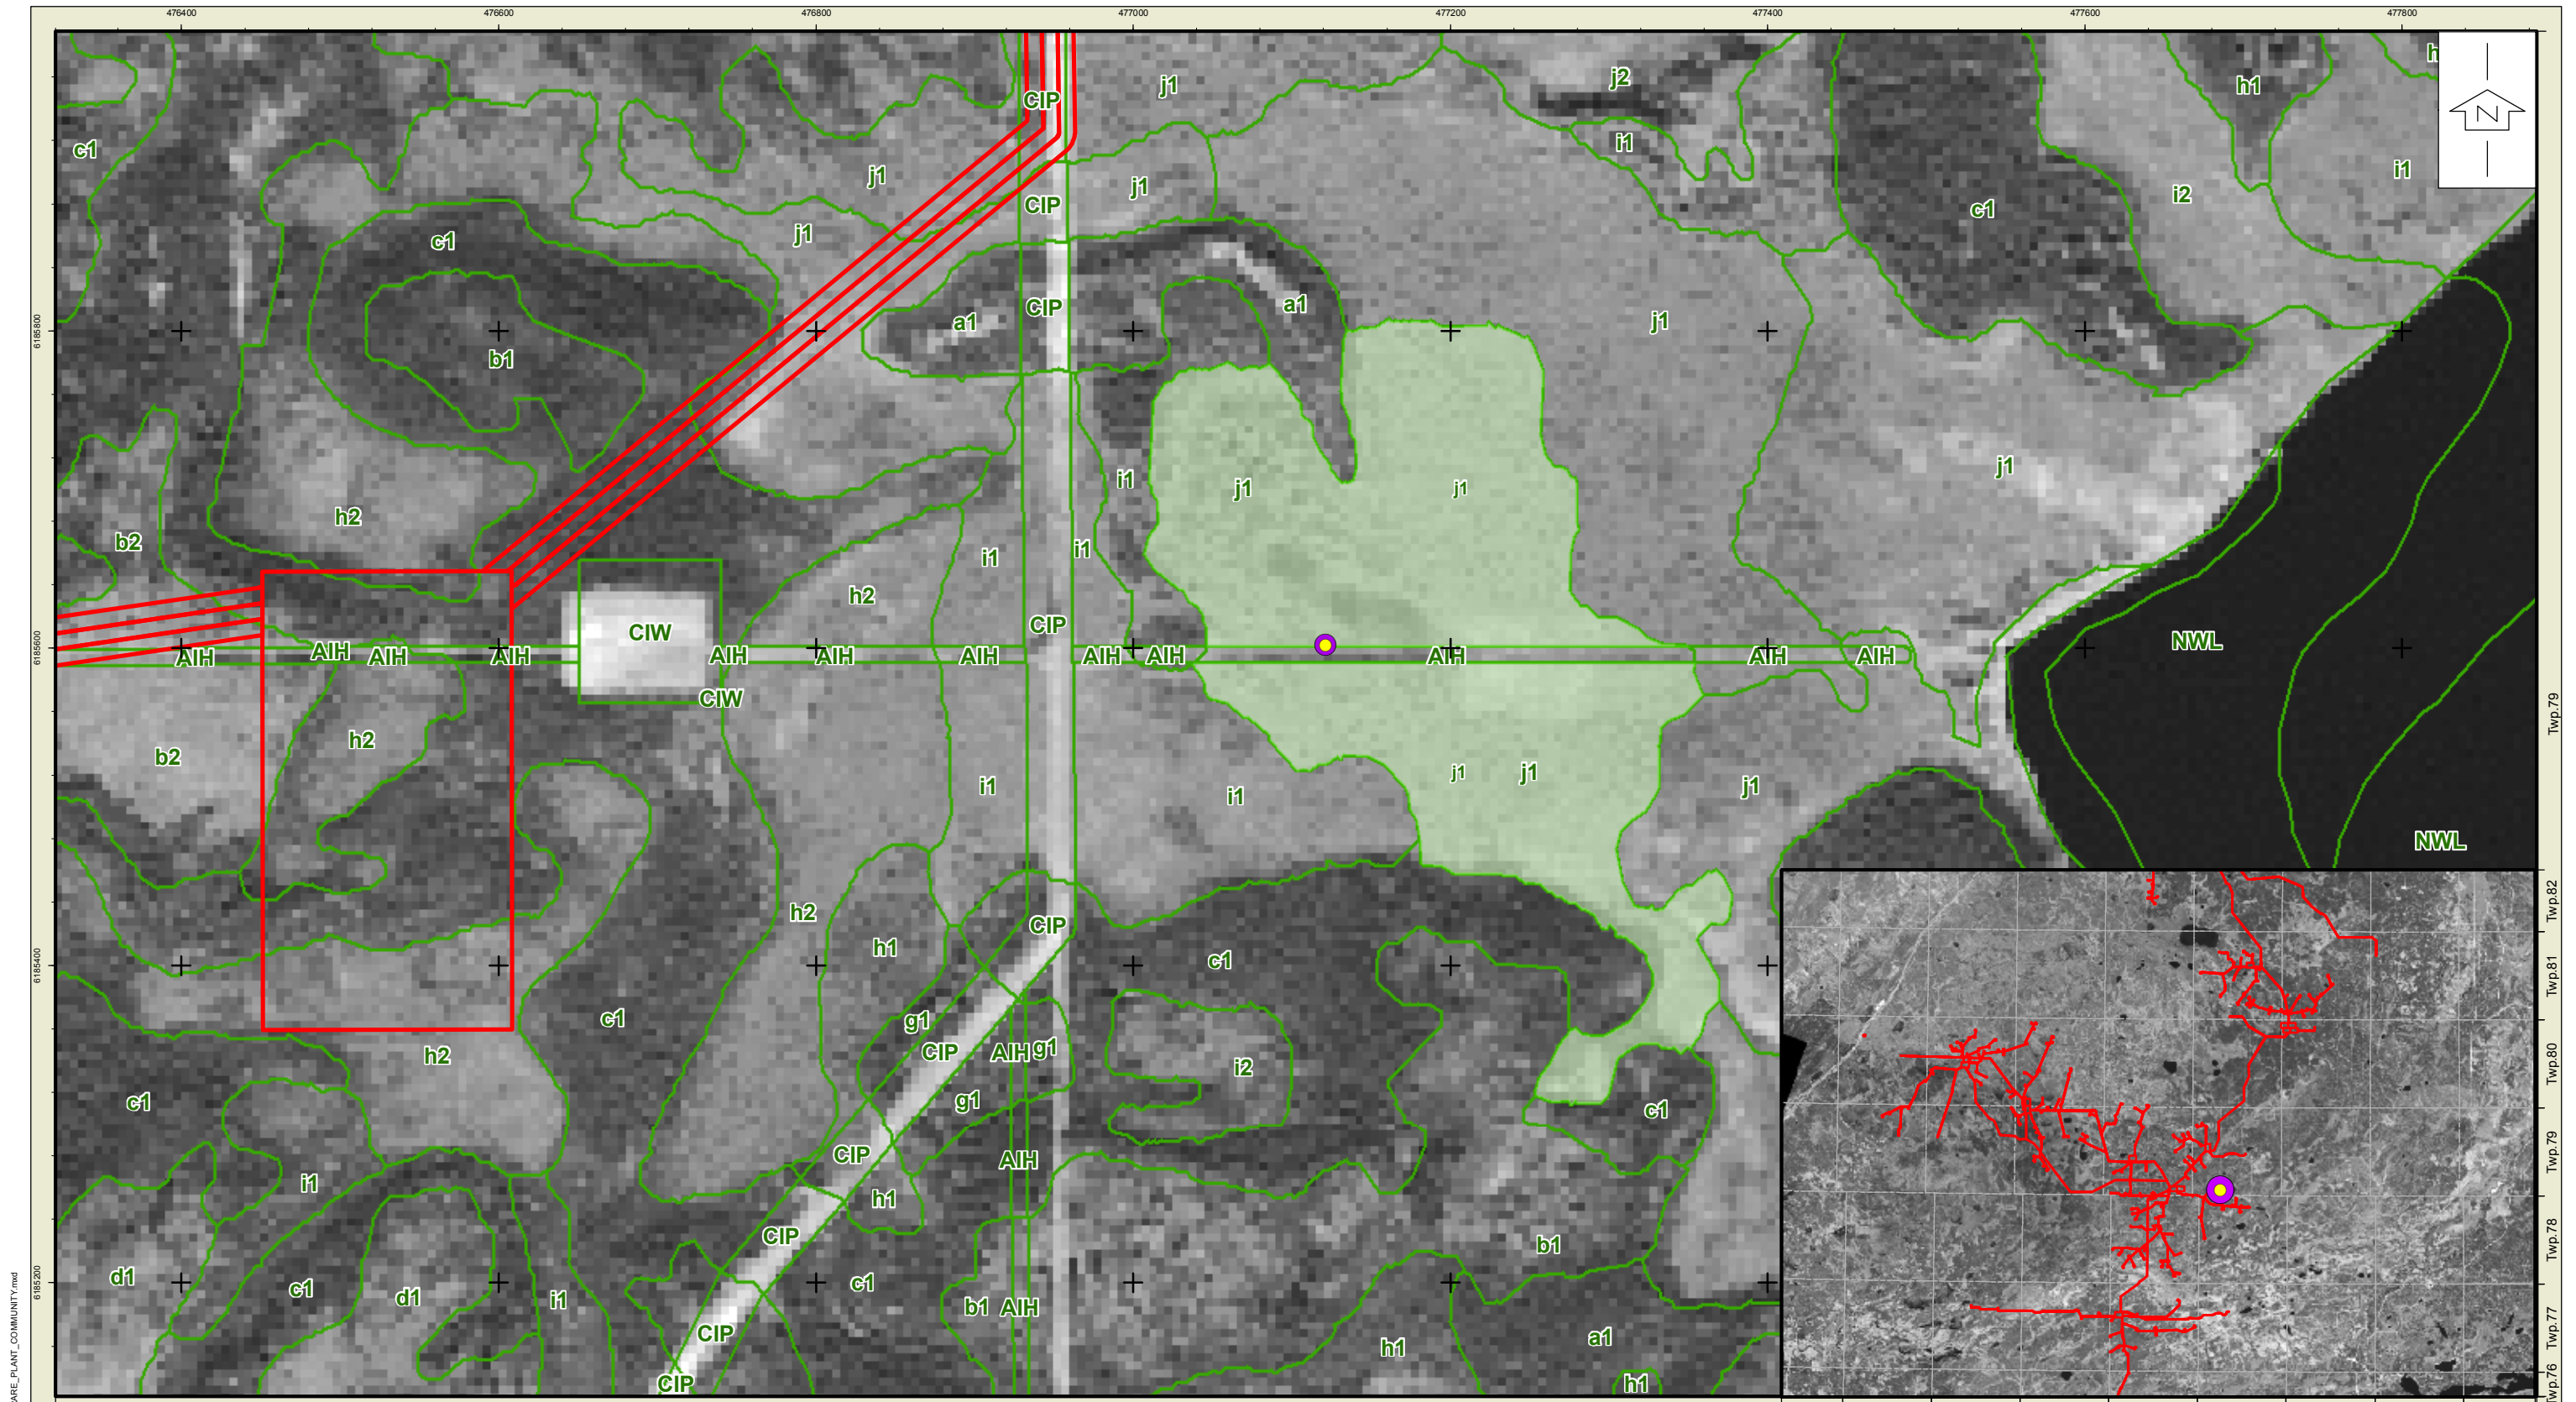 476400 476600 476800 477000 477200 477400 477600 477800
CIP j1 j2 h1 h
c1 i1 i1
j1 j1 i2
CIP c1
c1 j1
CIP a1
6185800 a1 j1
b1
j1
i1 j1 j1
h2
b2 i1 i1
h2
CIW CIP
6185600 AIH AIH AIH AIH AIH AIH AIH AIH AIH AIH AIH AIH NWL
CIW
Twp.79
h2
b2 j1 j1
i1 i1 j1
NWL
h2 CIP
h1
c1
6185400
Twp.82
Twp.81
c1 g1
h2 CIP AIH g1 i2
Twp.80
c1 g1 c1
CIP AIH
Twp.79
i1 h1
CIP b1
Twp.78
6185200 d1 c1 d1 i1 c1
b1 AIH
CIP h1 a1
Twp.77
CIP h1
Twp.76
ARE_PLANT_COMMUNITY.mxd
N